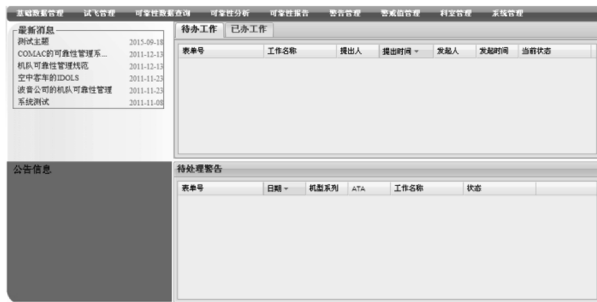 基础数据管理 试飞管理 可靠性数据查询 可靠性分析 可靠性报告 警告管理 警戒值管理 科室管理 系统管理
最新消息
测试主题 2015-09-18
COMAC的可靠性管理系... 2011-12-13
机队可靠性管理规范 2011-12-13
空中客车的IDOLS 2011-11-23
波音公司的机队可靠性管理 2011-11-23
系统测试 2011-11-08
待办工作 已办工作
表单号 工作名称 提出人 提出时间 发起人 发起时间 当前状态
公告信息
待处理警告
表单号 日期 机型系列 ATA 工作名称 状态